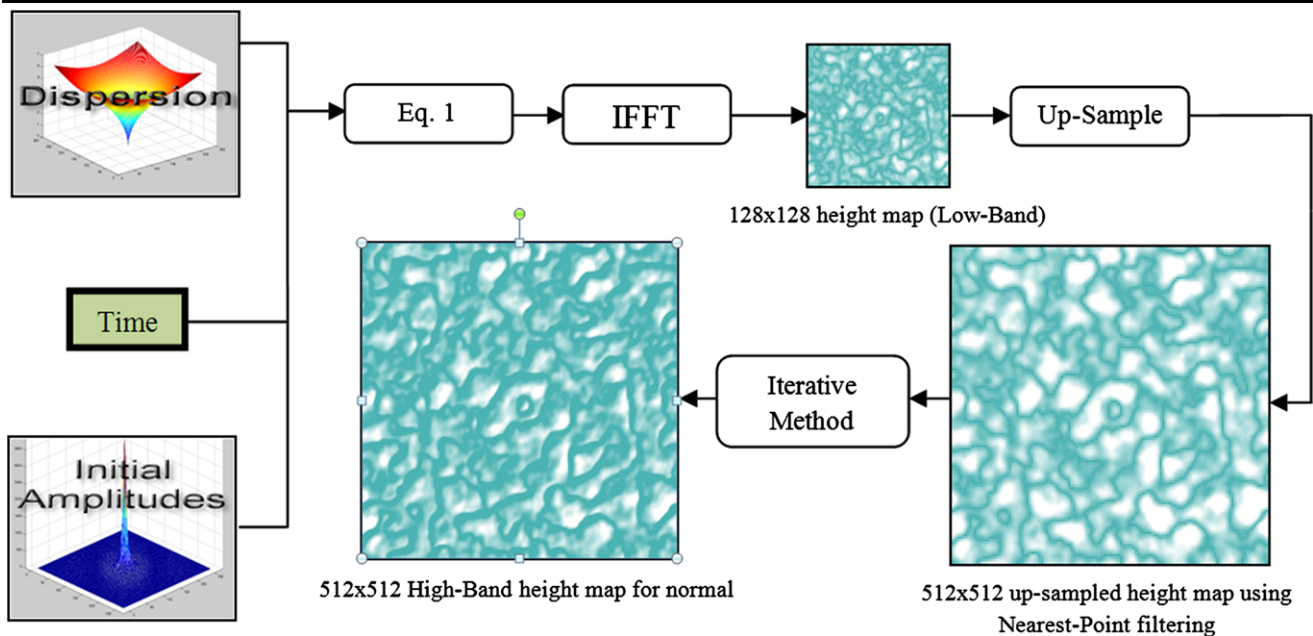 Dispersion
Eq. 1
IFFT
Up-Sample
128x128 height map (Low-Band)
Time
Iterative
Method
Initial
Amplitudes
512x512 High-Band height map for normal
512x512 up-sampled height map using
Nearest-Point filtering